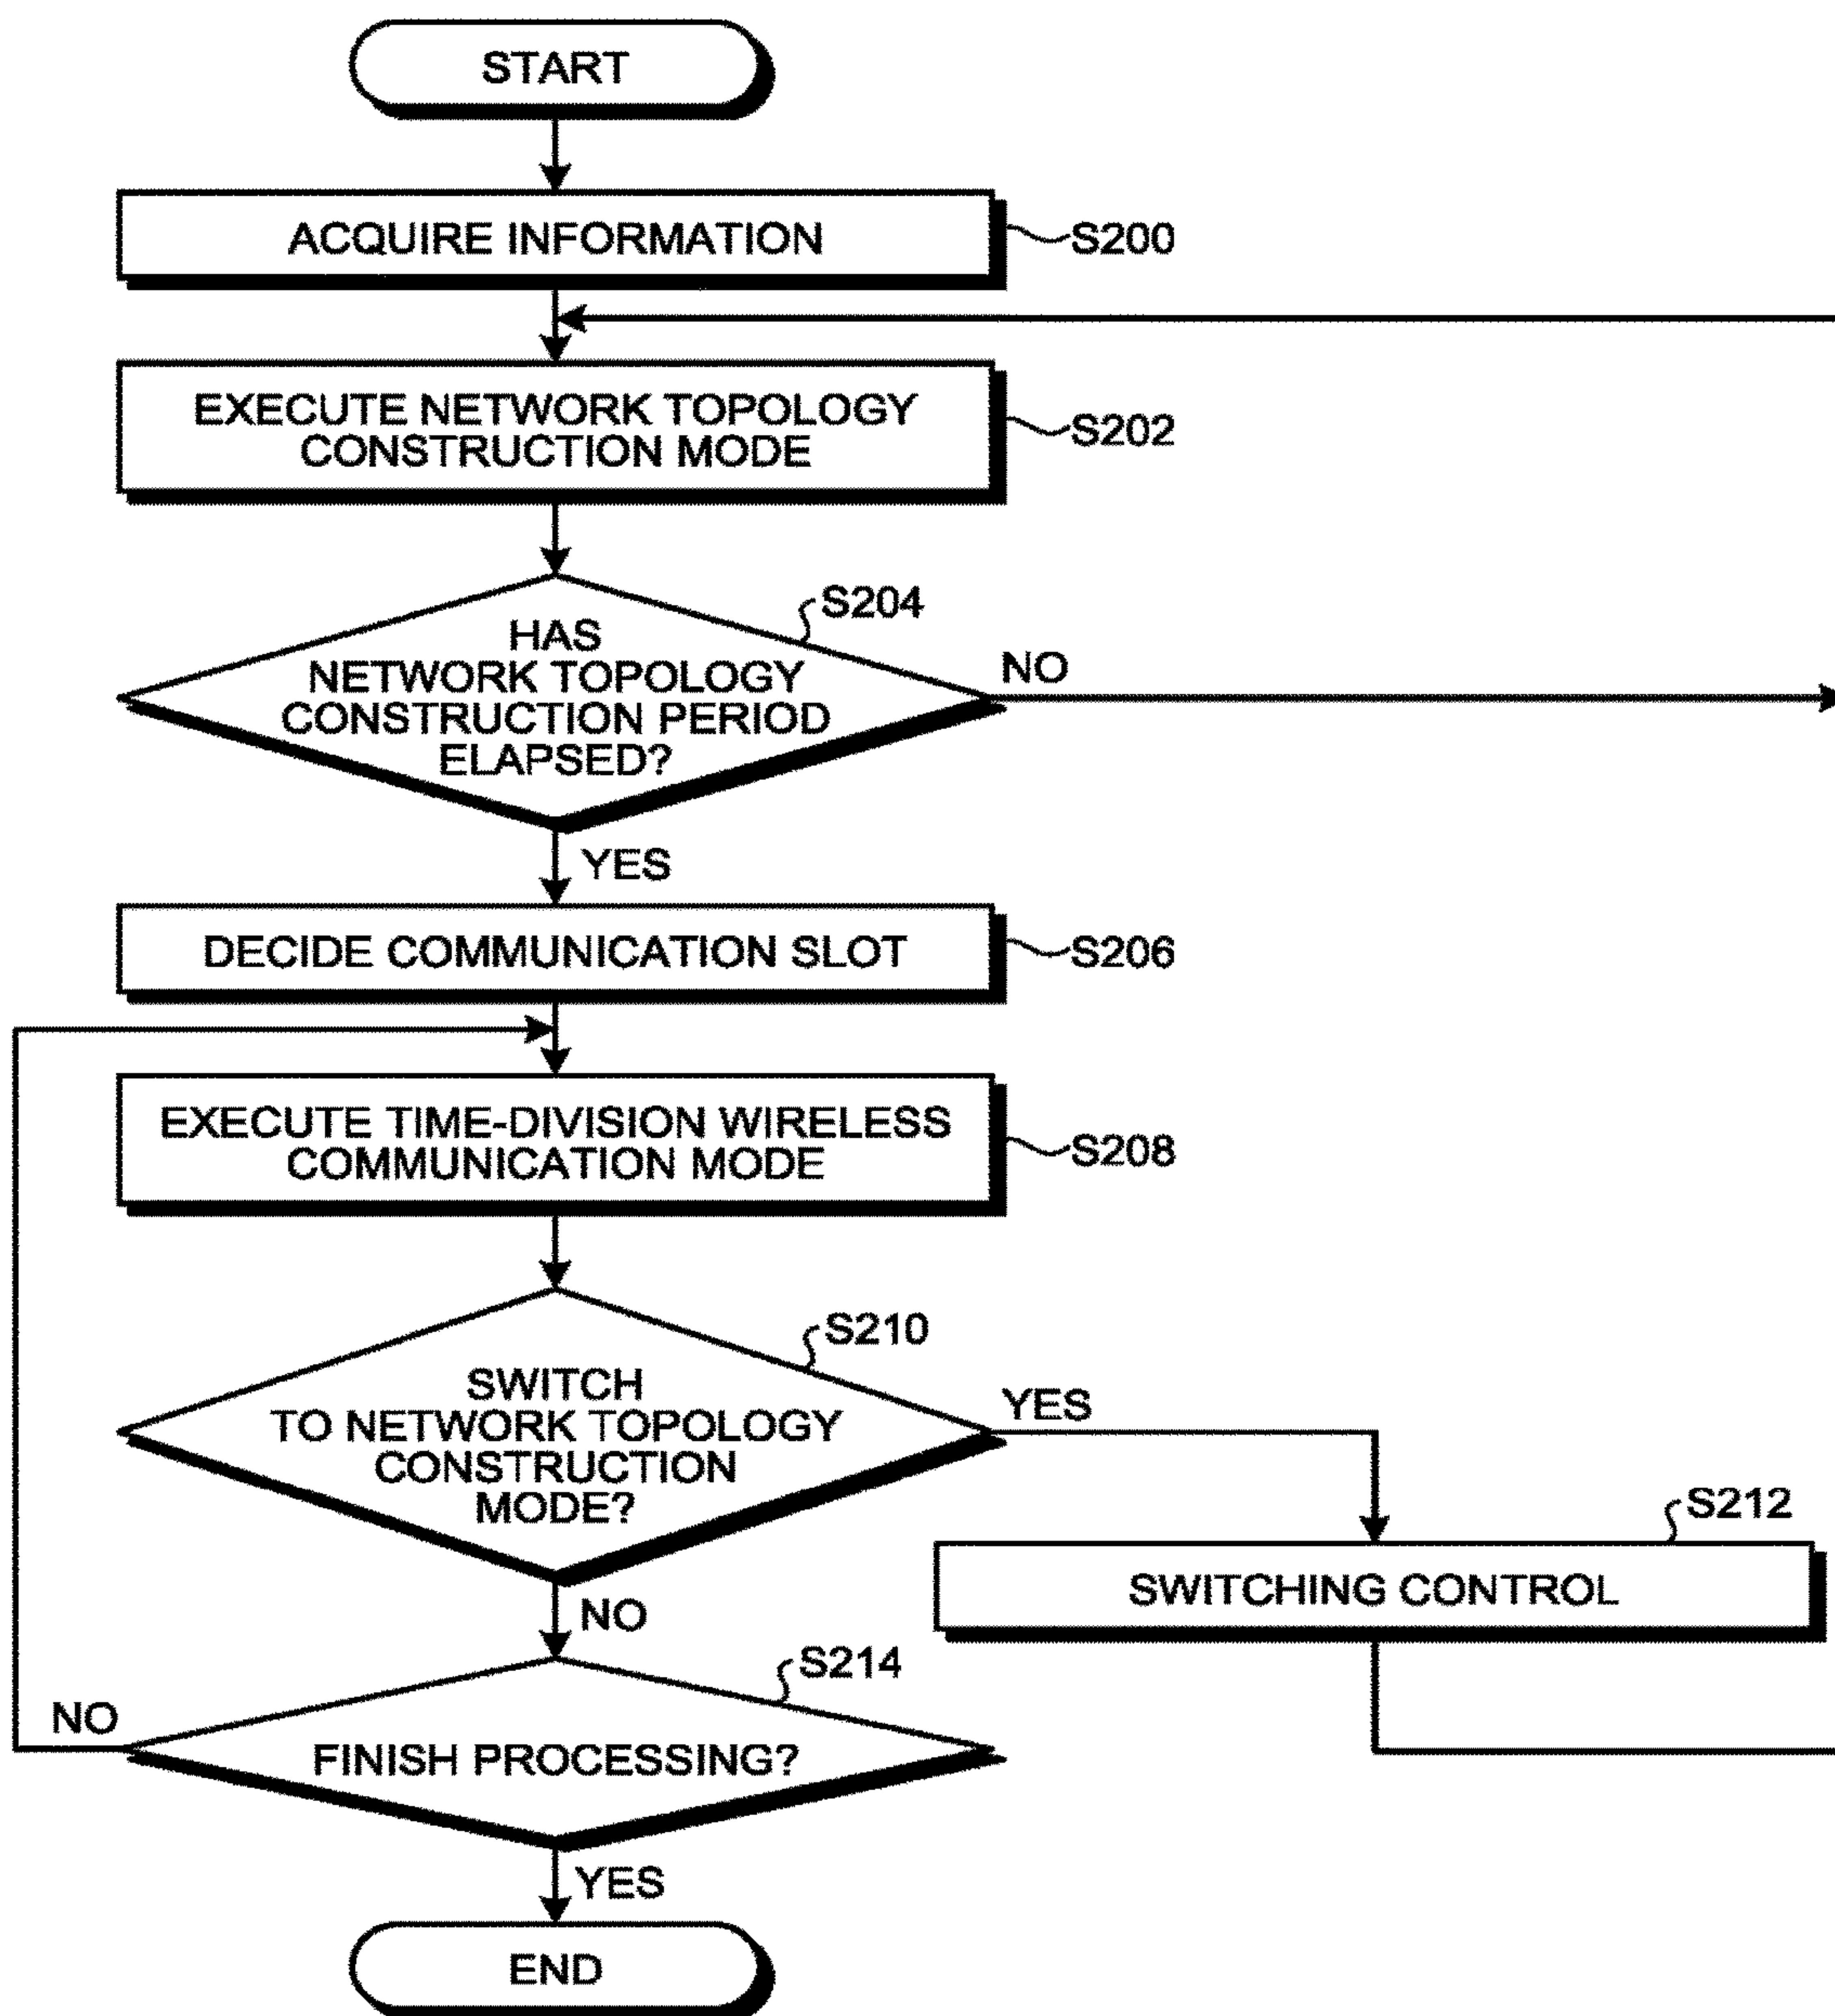 START
ACQUIRE INFORMATION
S200
EXECUTE NETWORK TOPOLOGY
CONSTRUCTION MODE
S202
S204
HAS
NETWORK TOPOLOGY
CONSTRUCTION PERIOD
ELAPSED?
NO
YES
DECIDE COMMUNICATION SLOT
S206
EXECUTE TIME-DIVISION WIRELESS
COMMUNICATION MODE
S208
S210
SWITCH
TO NETWORK TOPOLOGY
CONSTRUCTION
MODE?
YES
S212
SWITCHING CONTROL
NO
S214
NO
FINISH PROCESSING?
YES
END